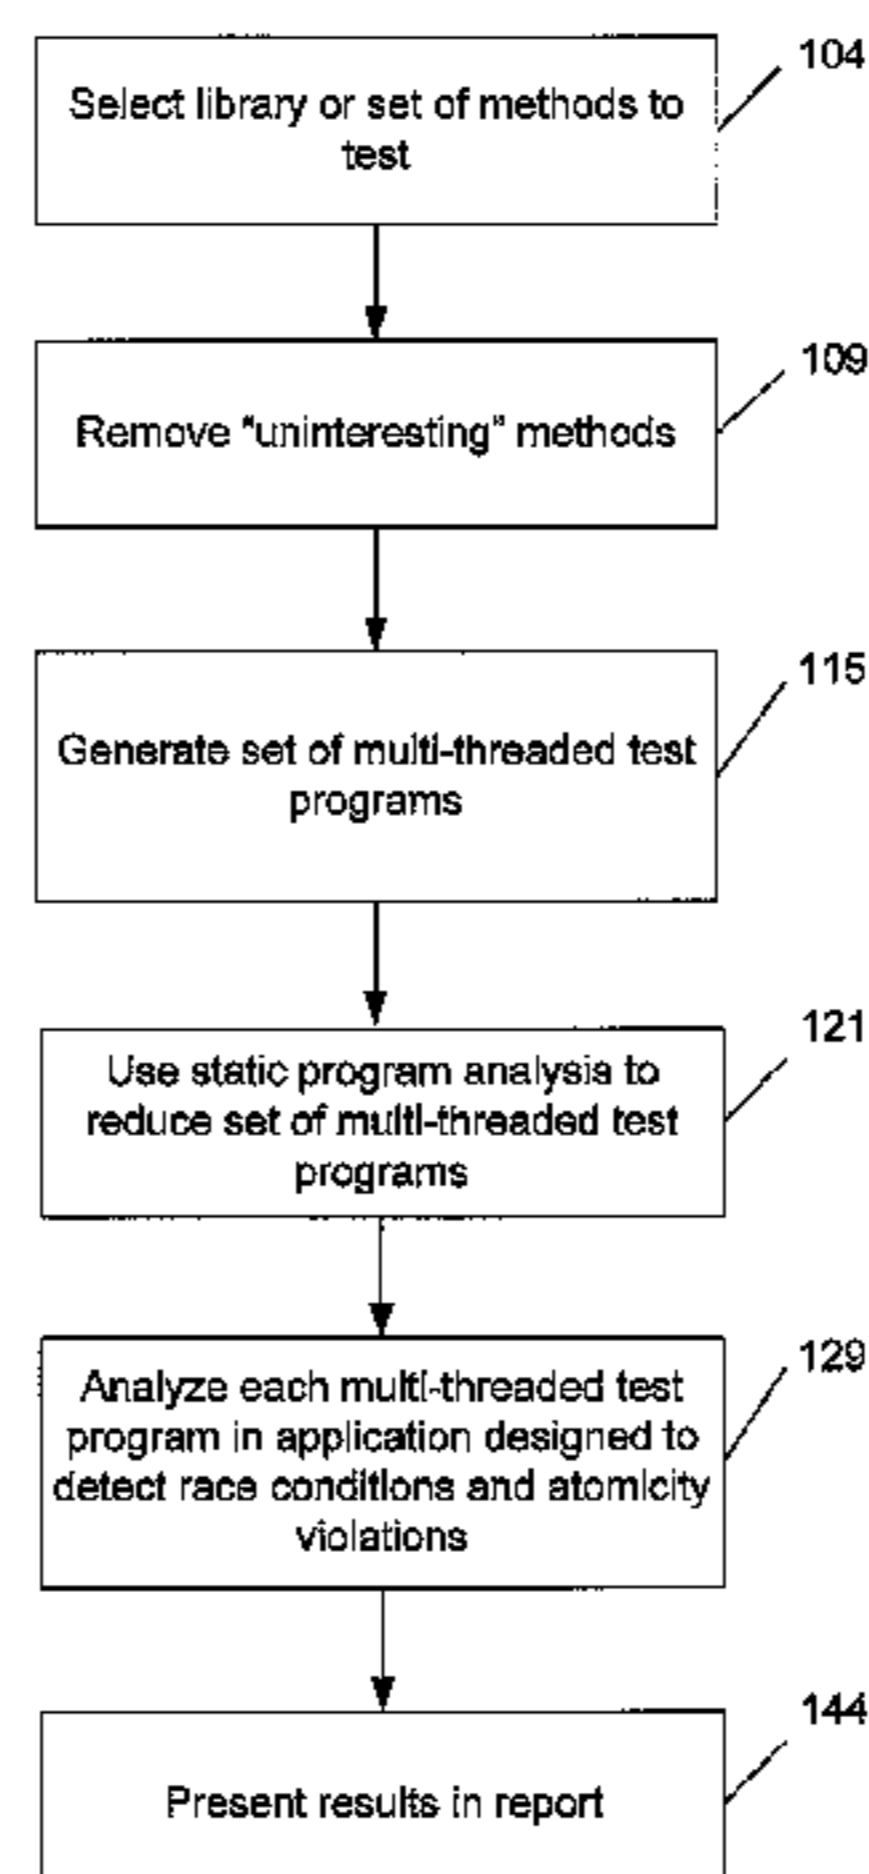 104
Select library or set of methods to
test
109
Remove "uninteresting" methods
115
Generate set of multi-threaded test
programs
121
Use static program analysis to
reduce set of multi-threaded test
programs
129
Analyze each multi-threaded test
program in application designed to
detect race conditions and atomicity
violations
144
Present results in report